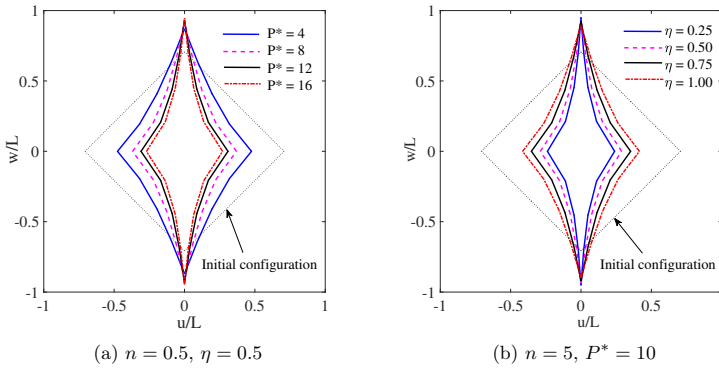 1
0.5
0
-0.5
-1
w/L
P* = 4
P* = 8
P* = 12
P* = 16
Initial configuration
-1
-0.5
0
0.5
1
u/L
(a) n = 0.5, η = 0.5
1
0.5
0
-0.5
-1
w/L
η = 0.25
η = 0.50
η = 0.75
η = 1.00
Initial configuration
-1
-0.5
0
0.5
1
u/L
(b) n = 5, P* = 10